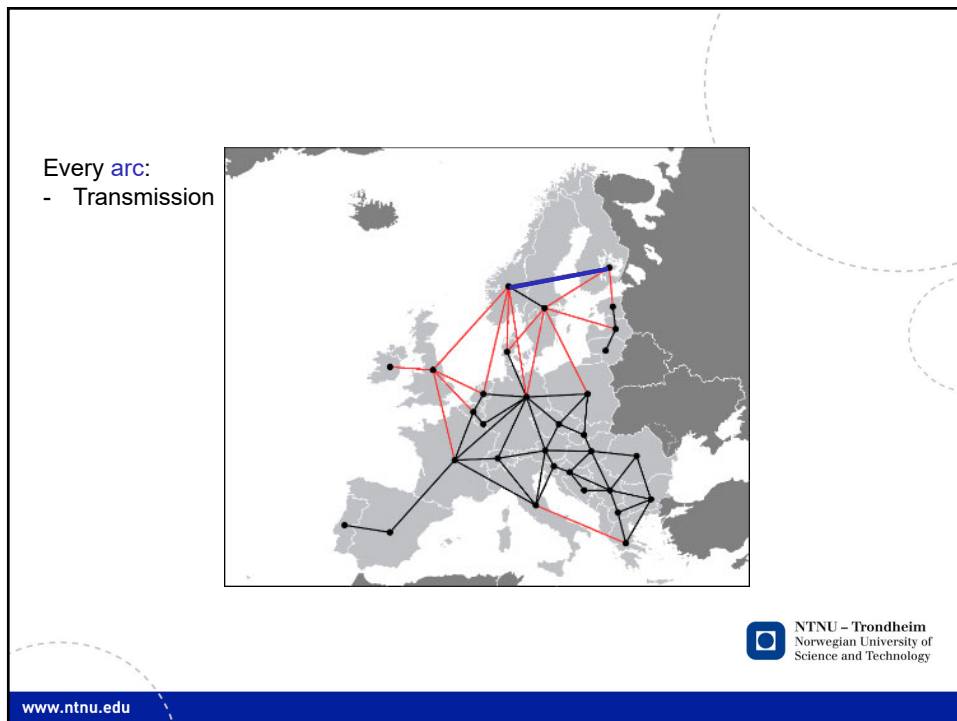 Every arc:
- Transmission
NTNU – Trondheim
Norwegian University of
Science and Technology
www.ntnu.edu